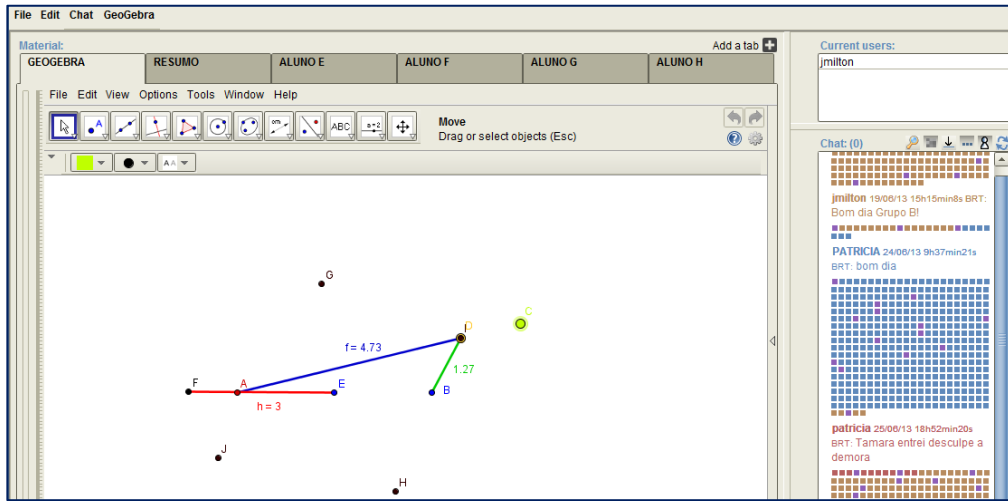 File Edit Chat GeoGebra
Material:
Add a tab
GEOGEBRA RESUMO ALUNO E ALUNO F ALUNO G ALUNO H
File Edit View Options Tools Window Help
A
ABC
a=2
Move
Drag or select objects (Esc)
AA
G
C
D
f = 4.73
1.27
F
A
E
B
h = 3
J
H
Current users:
jmilton
Chat: (0)
jmilton 19/06/13 15h15min8s BRT:
Bom dia Grupo B!
PATRICIA 24/06/13 9h37min21s
BRT: bom dia
patricia 25/06/13 18h52min20s
BRT: Tamara entrei desculpe a
demora